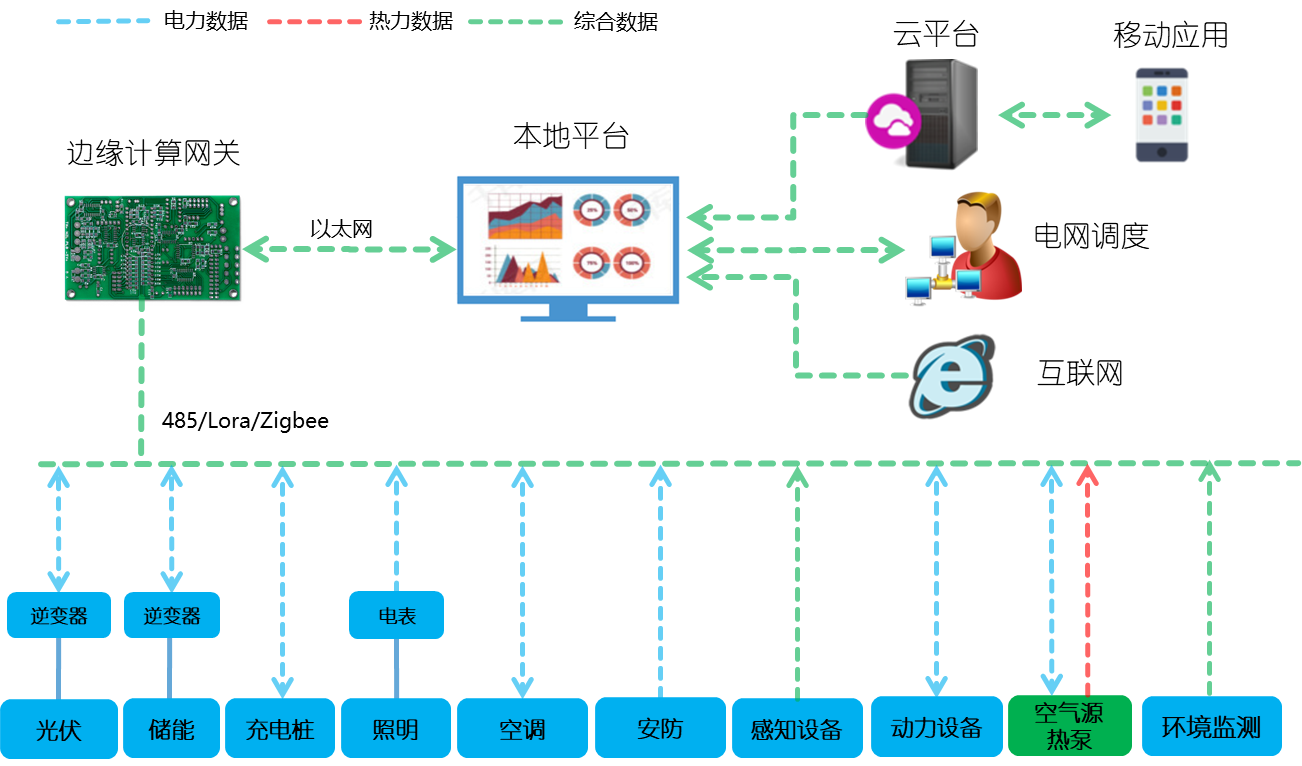 电力数据
热力数据
综合数据
云平台
移动应用
本地平台
边缘计算网关
以太网
电网调度
互联网
485/Lora/Zigbee
逆变器
逆变器
电表
光伏
储能
充电桩
照明
空调
安防
感知设备
动力设备
空气源
热泵
环境监测